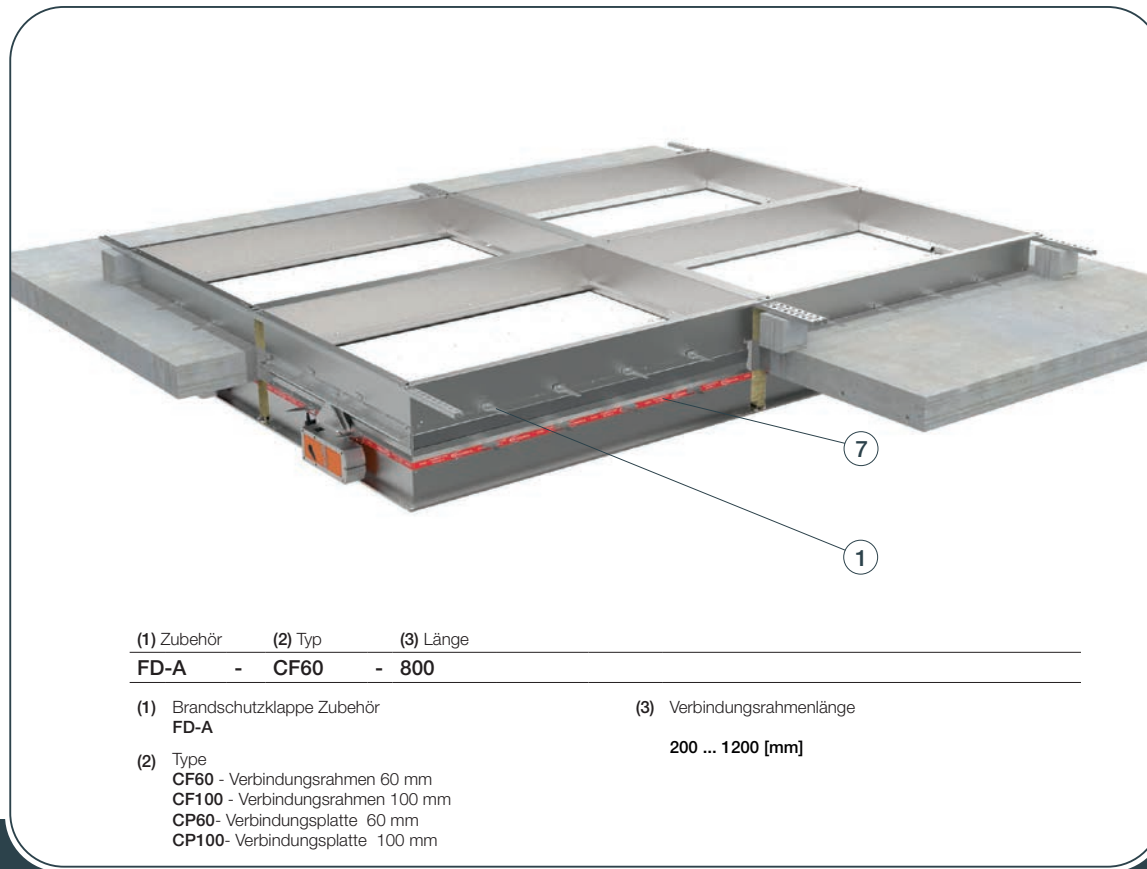 7
1
(1) Zubehör (2) Typ (3) Länge
FD-A - CF60 - 800
(1) Brandschutzklappe Zubehör
FD-A
(2) Type
CF60 - Verbindungsrahmen 60 mm
CF100 - Verbindungsrahmen 100 mm
CP60- Verbindungsplatte 60 mm
CP100- Verbindungsplatte 100 mm
(3) Verbindungsrahmenlänge
200 ... 1200 [mm]